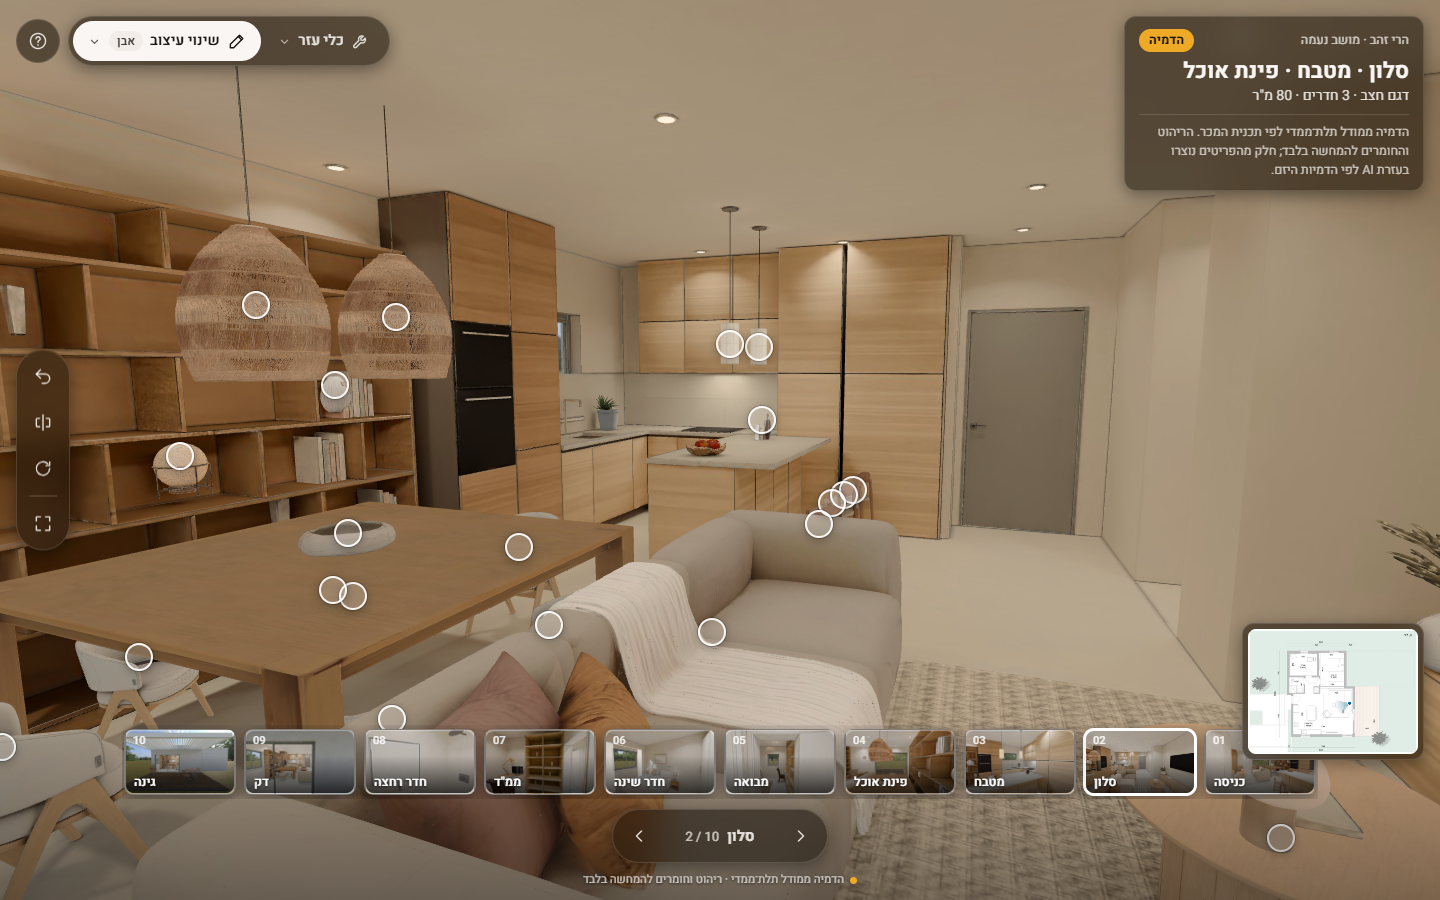 הרי זהב · מושב נעמה
הדמיה
סלון · מטבח · פינת אוכל
דגם חצב · 3 חדרים · 80 מ"ר
הדמיה ממודל תלת־ממדי לפי תכנית המכר. הריהוט
והחומרים להמחשה בלבד; חלק מהפריטים נוצרו
בעזרת AI לפי הדמיות היזם.
כלי עזר
שינוי עיצוב
אבן
01
כניסה
02
סלון
03
מטבח
04
פינת אוכל
05
מבואה
06
חדר שינה
07
ממ"ד
08
חדר רחצה
09
דק
10
גינה
סלון 2 / 10
הדמיה ממודל תלת־ממדי · ריהוט וחומרים להמחשה בלבד